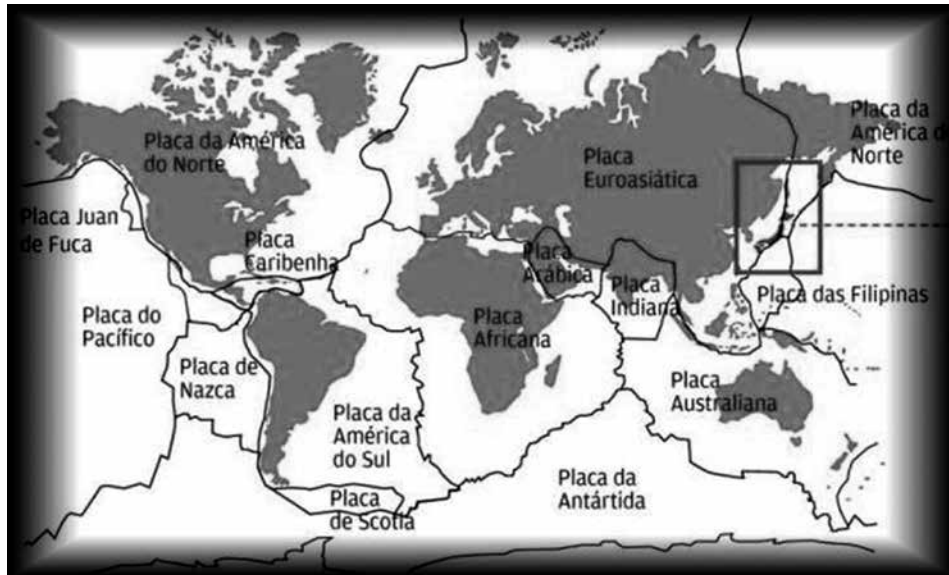 Placa da América
do Norte
Placa da
América d
Norte
Placa
Euroasiática
Placa Juan
de Fuca
Placa
Caribenha
Placa
Arábica
Placa
Indiana
Placa das Filipinas
Placa do
Pacífico
Placa
Africana
Placa de
Nazca
Placa
Australiana
Placa da
América
do Sul
Placa da
Antártida
Placa
de Scotia